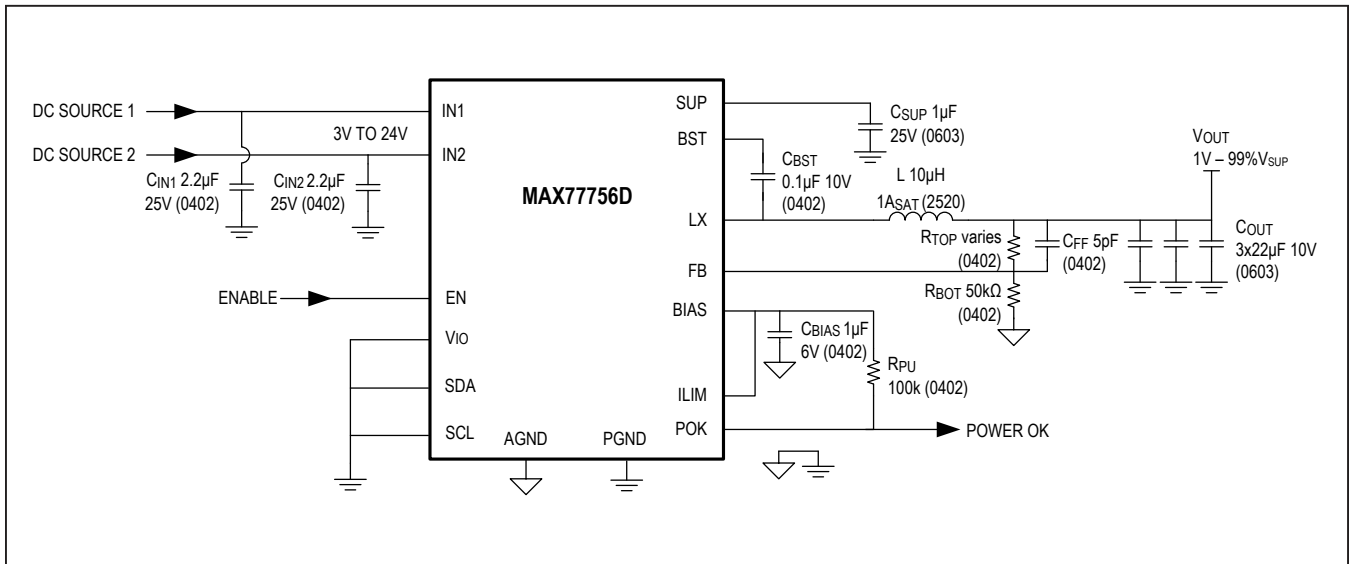 DC SOURCE 1
DC SOURCE 2
3V TO 24V
CIN1 2.2µF
25V (0402)
CIN2 2.2µF
25V (0402)
ENABLE
IN1
IN2
EN
VIO
SDA
SCL
MAX77756D
AGND
PGND
SUP
BST
LX
FB
BIAS
ILIM
POK
CSUP 1µF
25V (0603)
CBST
0.1µF 10V
(0402)
L 10µH
1ASAT (2520)
VOUT
1V – 99%VSUP
RTOP varies
(0402)
CFF 5pF
(0402)
COUT
3x22µF 10V
(0603)
RBOT 50kΩ
(0402)
CBIAS 1µF
6V (0402)
RPU
100k (0402)
POWER OK